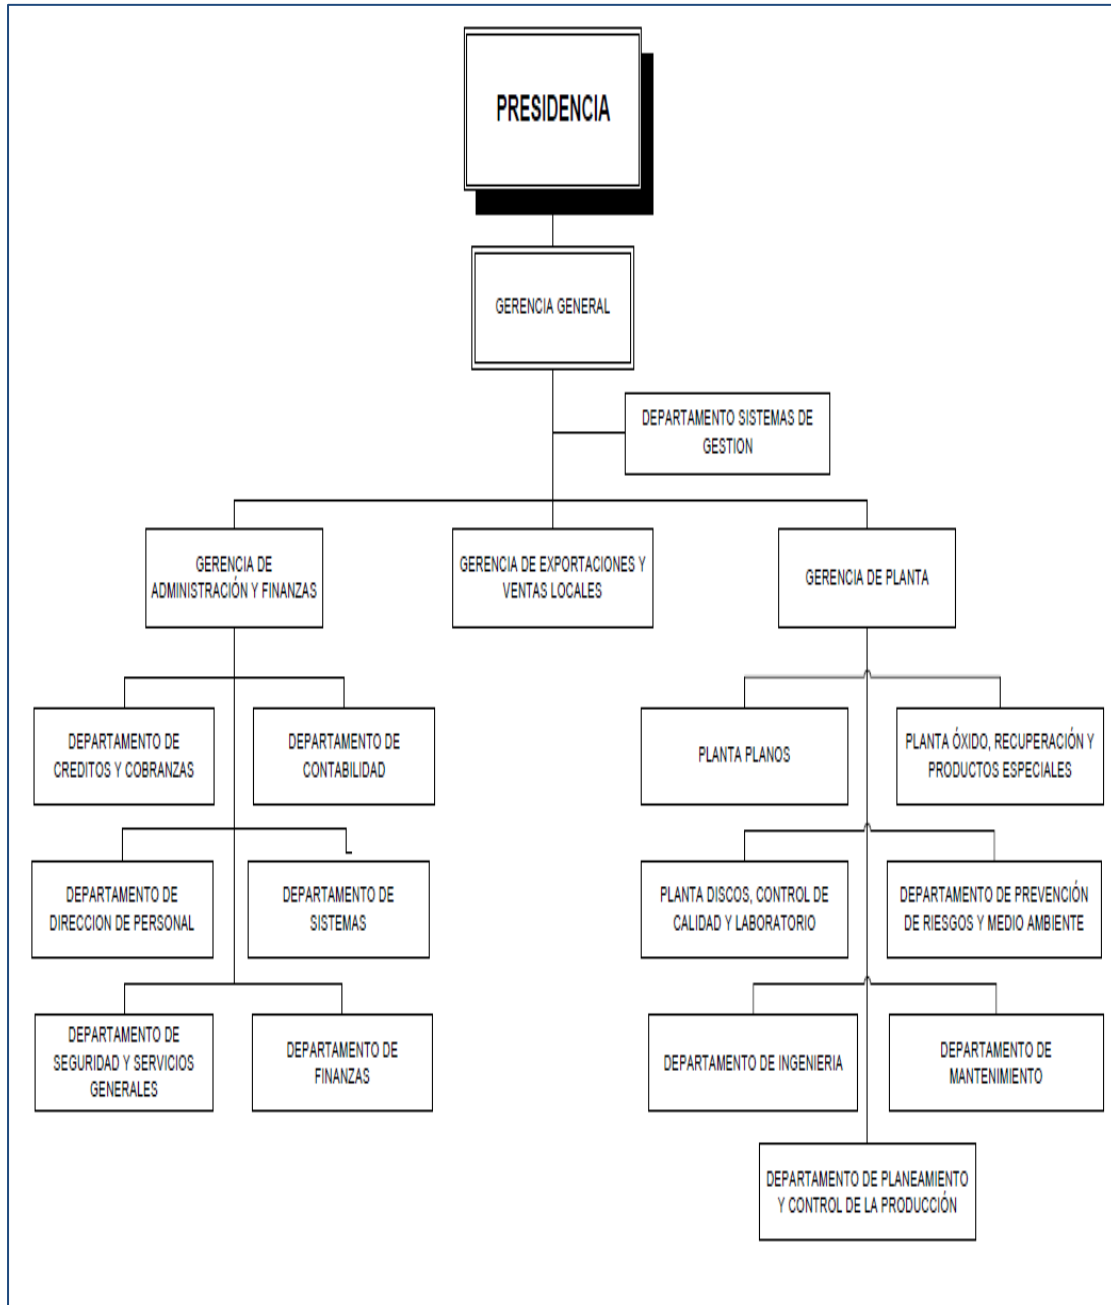 PRESIDENCIA
GERENCIA GENERAL
DEPARTAMENTO SISTEMAS DE
GESTION
GERENCIA DE
ADMINISTRACIÓN Y FINANZAS
GERENCIA DE EXPORTACIONES Y
VENTAS LOCALES
GERENCIA DE PLANTA
DEPARTAMENTO DE
CREDITOS Y COBRANZAS
DEPARTAMENTO DE
CONTABILIDAD
PLANTA PLANOS
PLANTA ÓXIDO, RECUPERACIÓN Y
PRODUCTOS ESPECIALES
DEPARTAMENTO DE
DIRECCION DE PERSONAL
DEPARTAMENTO DE
SISTEMAS
PLANTA DISCOS, CONTROL DE
CALIDAD Y LABORATORIO
DEPARTAMENTO DE PREVENCIÓN
DE RIESGOS Y MEDIO AMBIENTE
DEPARTAMENTO DE
SEGURIDAD Y SERVICIOS
GENERALES
DEPARTAMENTO DE
FINANZAS
DEPARTAMENTO DE INGENIERIA
DEPARTAMENTO DE
MANTENIMIENTO
DEPARTAMENTO DE PLANEAMIENTO
Y CONTROL DE LA PRODUCCIÓN